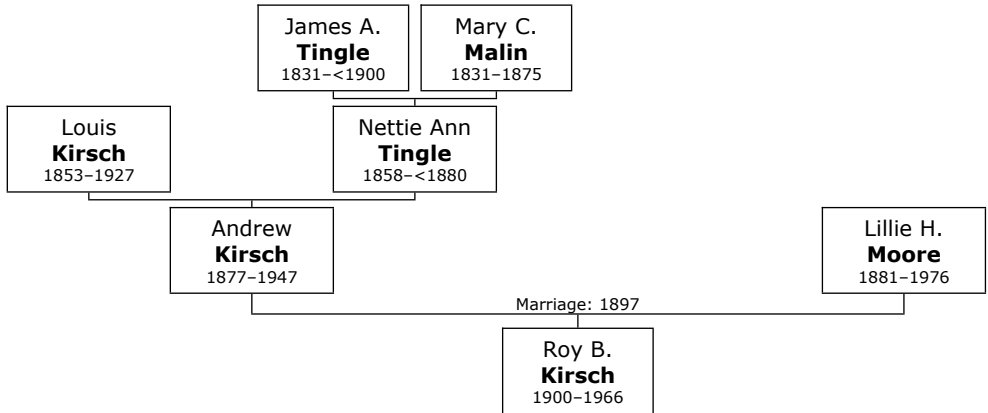 James A.
Tingle
1831–<1900
Mary C.
Malin
1831–1875
Louis
Kirsch
1853–1927
Nettie Ann
Tingle
1858–<1880
Andrew
Kirsch
1877–1947
Lillie H.
Moore
1881–1976
Marriage: 1897
Roy B.
Kirsch
1900–1966